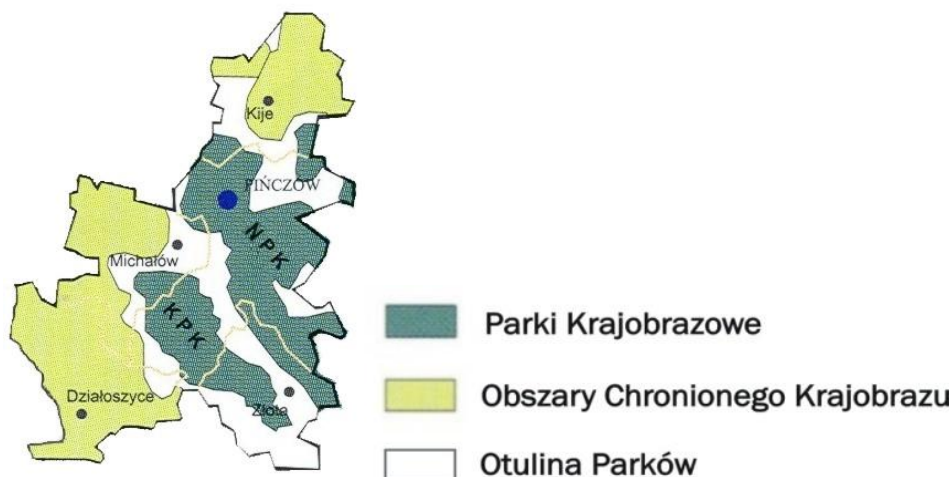 Kije
PIŃCZÓW
NPK
Michałów
KPK
Działoszyce
Złota
Parki Krajobrazowe
Obszary Chronionego Krajobrazu
Otulina Parków